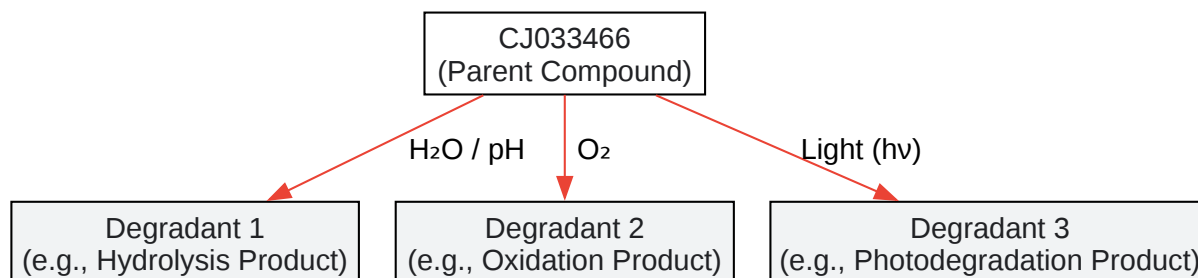 CJ033466
(Parent Compound)
H₂O / pH
O₂
Light (hν)
Degradant 1
(e.g., Hydrolysis Product)
Degradant 2
(e.g., Oxidation Product)
Degradant 3
(e.g., Photodegradation Product)